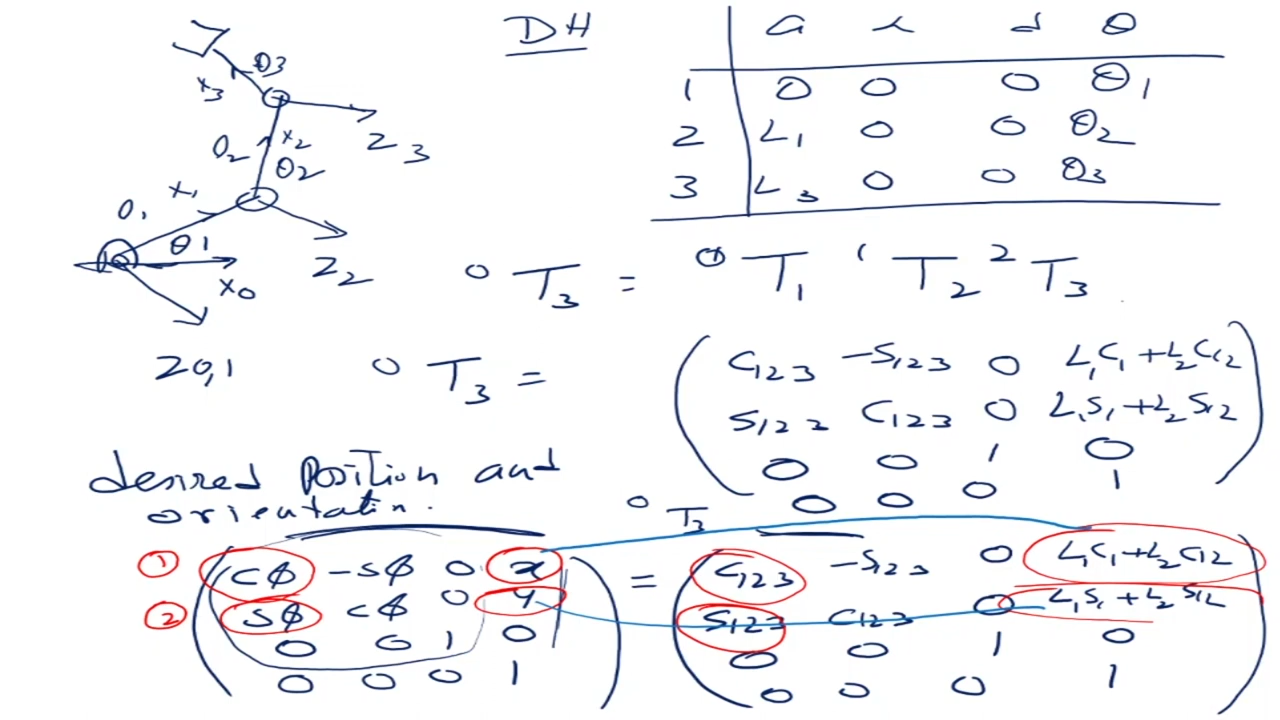 DH
a α d θ
1 0 0 0 θ1
2 L1 0 0 θ2
3 L3 0 0 θ3
θ3
x3
z3
x2
O2
θ2
x1
O1
θ1
z2
x0
z0,1
0T3 = 0T1 1T2 2T3
0T3 =
C123 -S123 0 L1C1+L2C12
S123 C123 0 L1S1+L2S12
0 0 1 0
0 0 0 1
desired position and
orientation.
0T3
① cφ -sφ 0 x = C123 -S123 0 L1C1+L2C12
② sφ cφ 0 y S123 C123 0 L1S1+L2S12
0 0 1 0 0 0 1 0
0 0 0 1 0 0 0 1